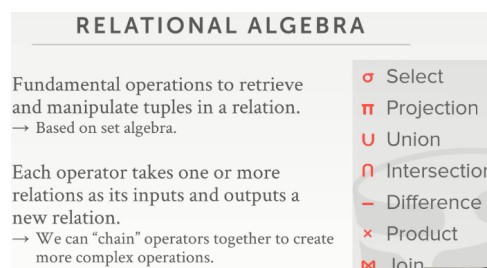 RELATIONAL ALGEBRA
Fundamental operations to retrieve
and manipulate tuples in a relation.
→ Based on set algebra.
Each operator takes one or more
relations as its inputs and outputs a
new relation.
→ We can “chain” operators together to create
more complex operations.
σ Select
π Projection
∪ Union
∩ Intersection
− Difference
× Product
⋈ Join